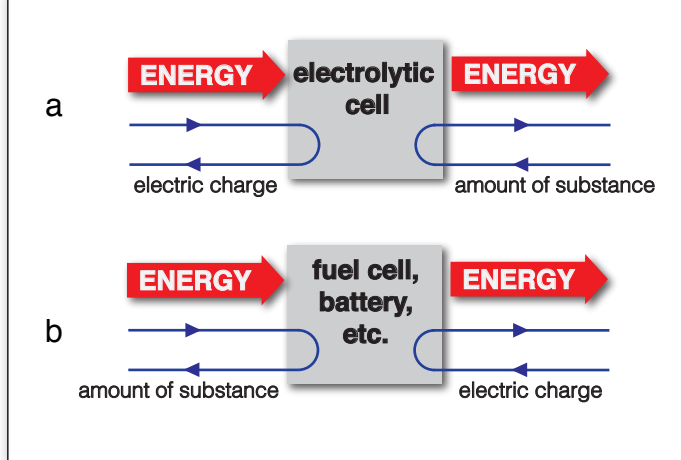 ENERGY
electrolytic
cell
ENERGY
a
electric charge
amount of substance
ENERGY
fuel cell,
battery,
etc.
ENERGY
b
amount of substance
electric charge